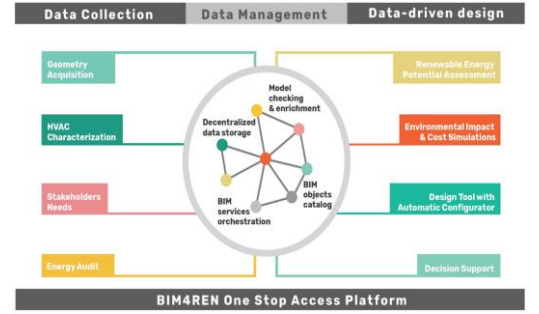 Data Collection
Data Management
Data-driven design
Geometry
Acquisition
Renewable Energy
Potential Assessment
Model
checking
& enrichment
Decentralized
data storage
HVAC
Characterization
Environmental Impact
& Cost Simulations
Stakeholders
Needs
BIM
services
orchestration
BIM
objects
catalog
Design Tool with
Automatic Configurator
Energy Audit
Decision Support
BIM4REN One Stop Access Platform